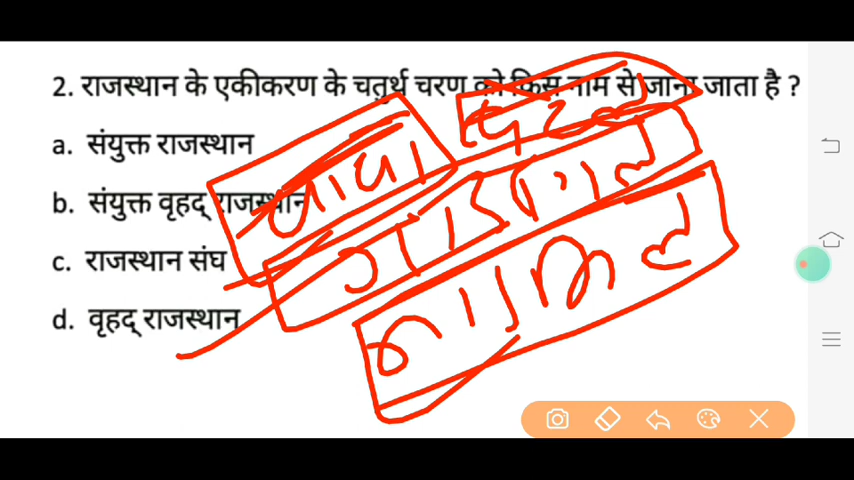 2. राजस्थान के एकीकरण के चतुर्थ चरण को किस नाम से जाना जाता है ?
a. संयुक्त राजस्थान
b. संयुक्त वृहद् राजस्थान
c. राजस्थान संघ
d. वृहद् राजस्थान